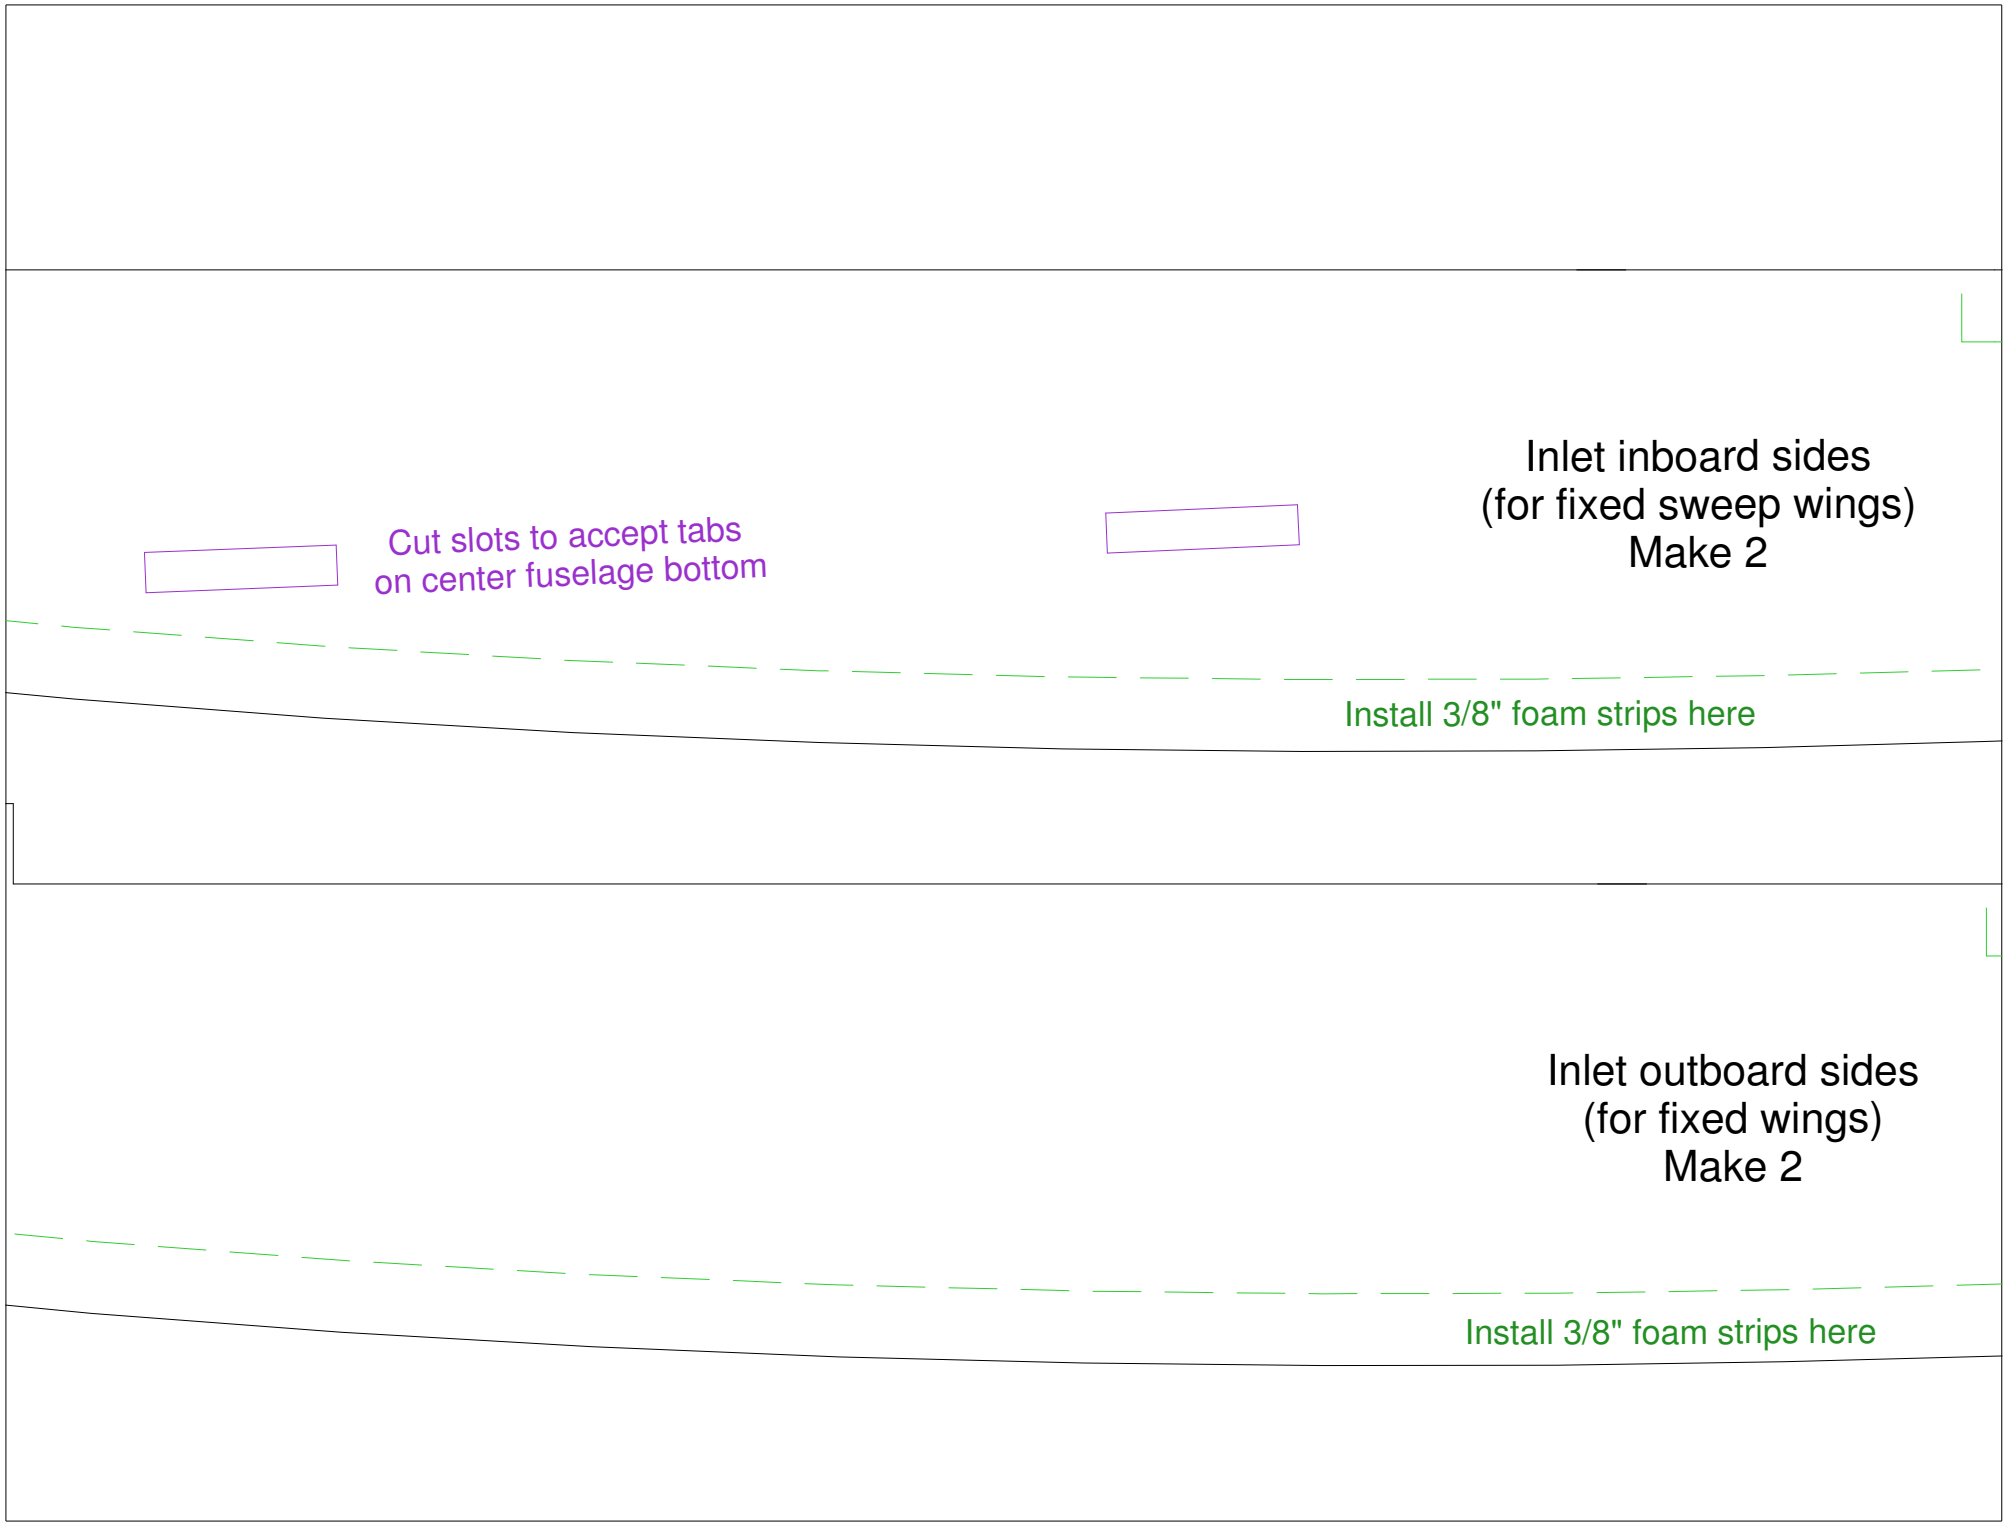 Inlet inboard sides
(for fixed sweep wings)
Make 2
Cut slots to accept tabs
on center fuselage bottom
Install 3/8" foam strips here
Inlet outboard sides
(for fixed wings)
Make 2
Install 3/8" foam strips here